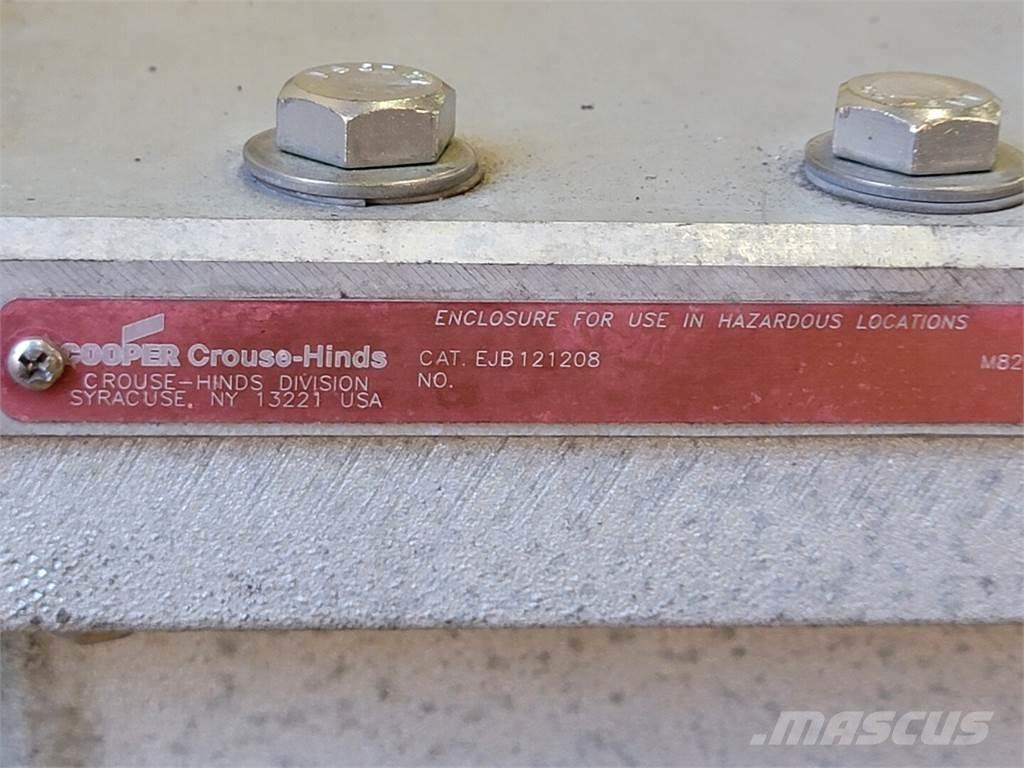 ENCLOSURE FOR USE IN HAZARDOUS LOCATIONS
COOPER Crouse-Hinds
CROUSE-HINDS DIVISION
SYRACUSE, NY 13221 USA
CAT. EJB121208
NO.
M82
MASCUS